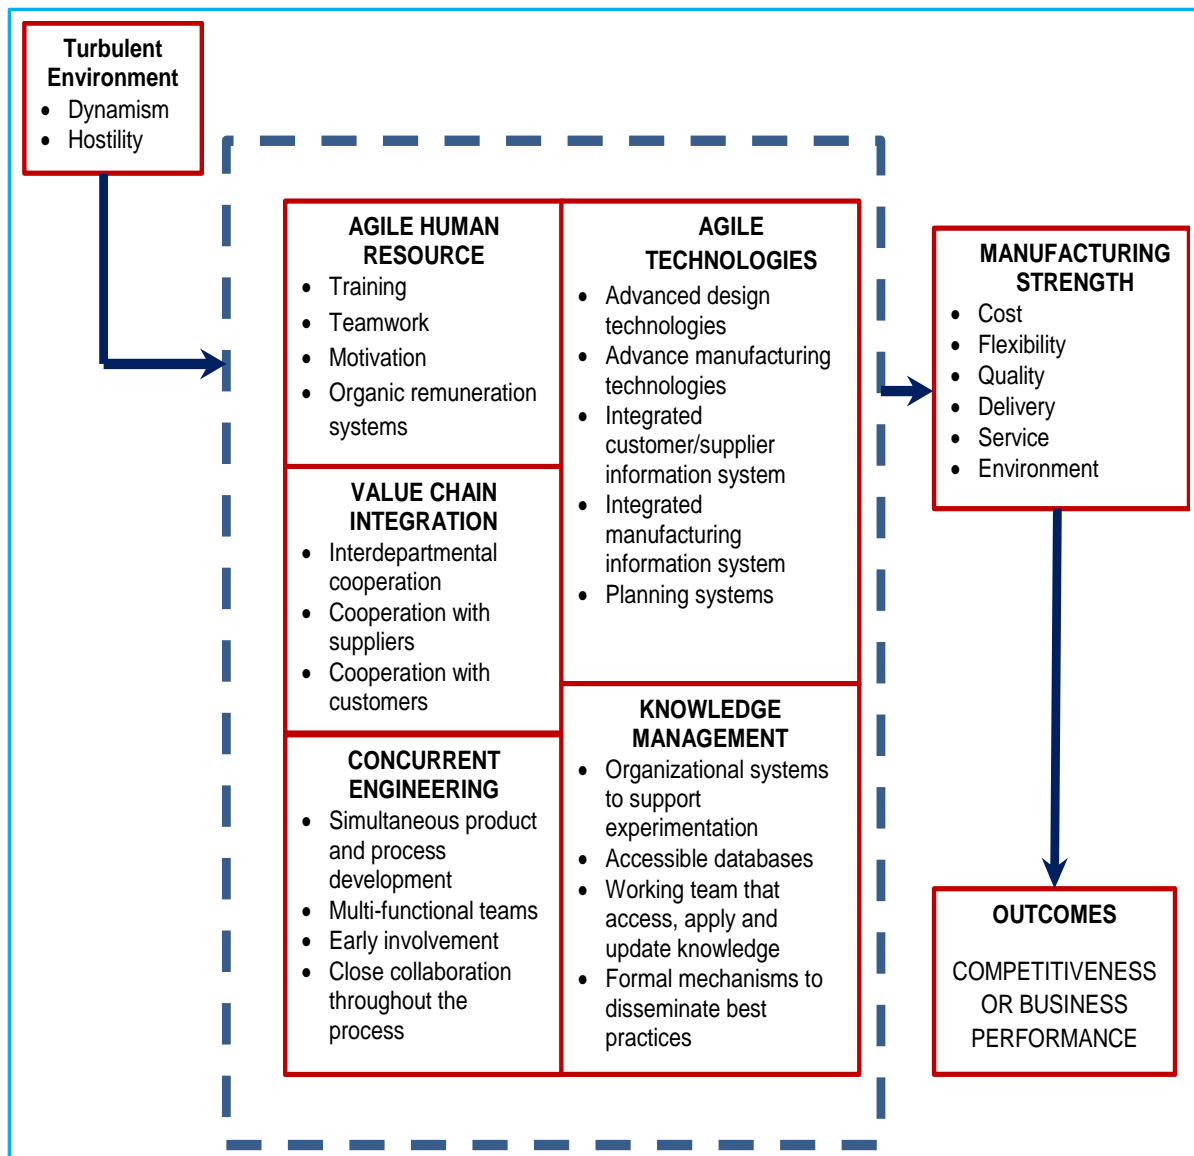 Turbulent
Environment
• Dynamism
• Hostility
AGILE HUMAN
RESOURCE
• Training
• Teamwork
• Motivation
• Organic remuneration
systems
VALUE CHAIN
INTEGRATION
• Interdepartmental
cooperation
• Cooperation with
suppliers
• Cooperation with
customers
CONCURRENT
ENGINEERING
• Simultaneous product
and process
development
• Multi-functional teams
• Early involvement
• Close collaboration
throughout the
process
AGILE
TECHNOLOGIES
• Advanced design
technologies
• Advance manufacturing
technologies
• Integrated
customer/supplier
information system
• Integrated
manufacturing
information system
• Planning systems
KNOWLEDGE
MANAGEMENT
• Organizational systems
to support
experimentation
• Accessible databases
• Working team that
access, apply and
update knowledge
• Formal mechanisms to
disseminate best
practices
MANUFACTURING
STRENGTH
• Cost
• Flexibility
• Quality
• Delivery
• Service
• Environment
OUTCOMES
COMPETITIVENESS
OR BUSINESS
PERFORMANCE